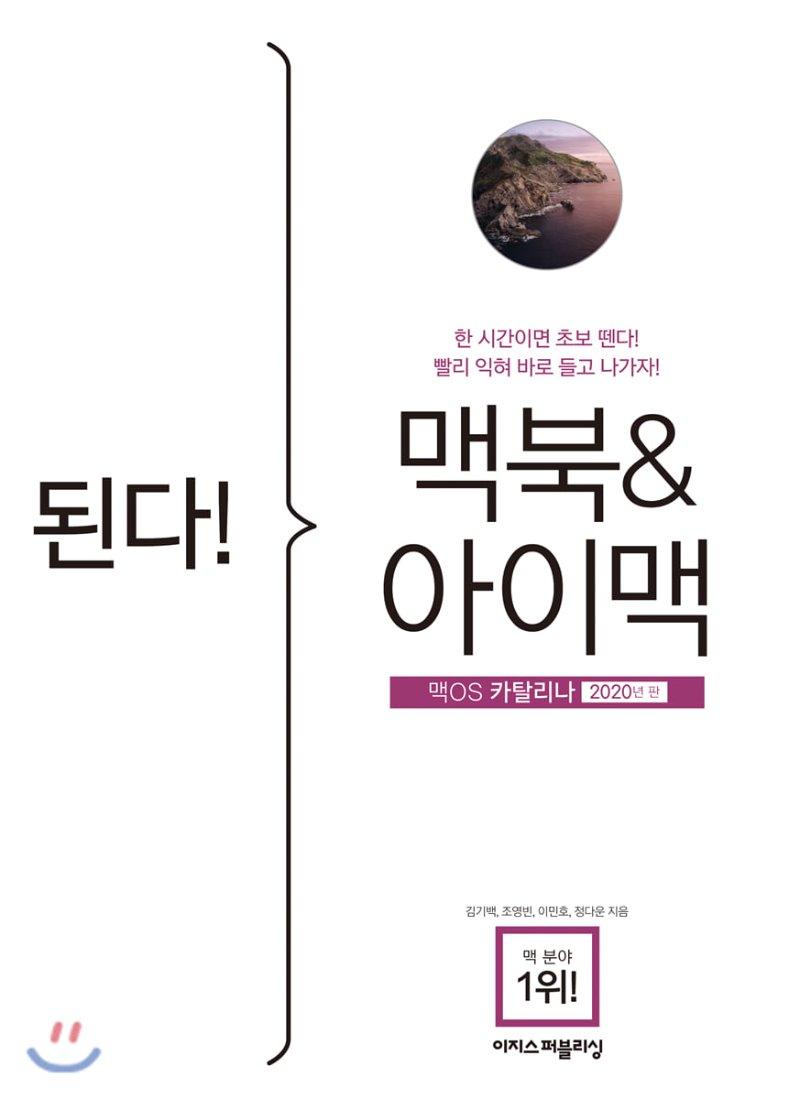 한 시간이면 초보 뗀다!
빨리 익혀 바로 들고 나가자!
된다!
맥북&
아이맥
맥OS 카탈리나 2020년 판
김기백, 조영빈, 이민호, 정다운 지음
맥 분야
1위!
이지스퍼블리싱